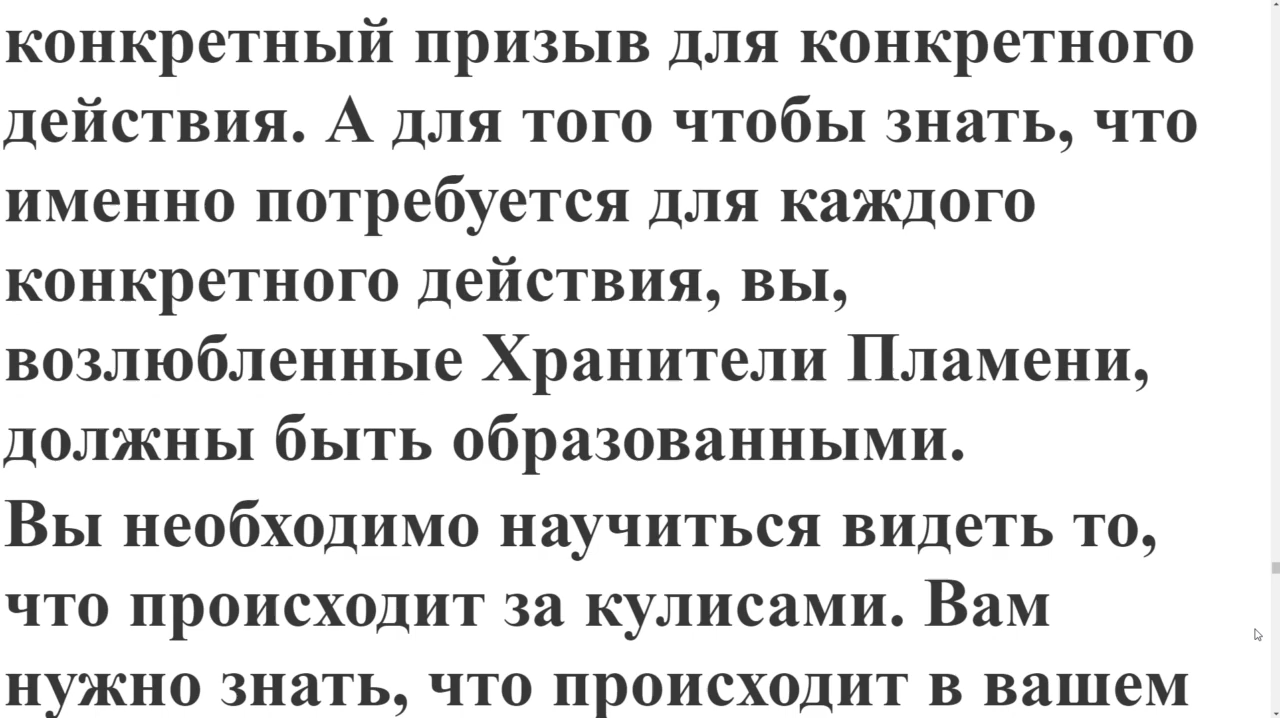 конкретный призыв для конкретного
действия. А для того чтобы знать, что
именно потребуется для каждого
конкретного действия, вы,
возлюбленные Хранители Пламени,
должны быть образованными.
Вы необходимо научиться видеть то,
что происходит за кулисами. Вам
нужно знать, что происходит в вашем